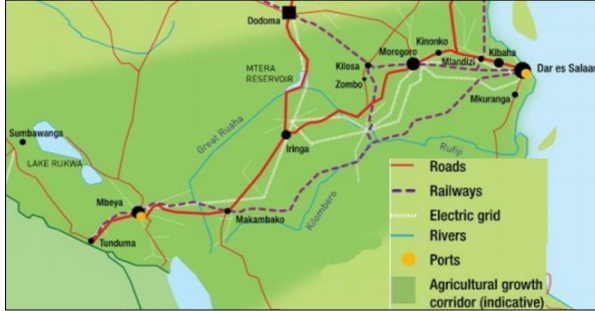 Dodoma
Kinonko
Morogoro
Kibaha
Kilosa
Mlandizi
Dar es Salaa
MTERA
RESERVOIR
Zombo
Mkuranga
Great Ruaha
Sumbawanga
Iringa
Rufiji
LAKE RUKWA
Mbeya
Kilombero
Makambako
Tunduma
Roads
Railways
Electric grid
Rivers
Ports
Agricultural growth
corridor (indicative)